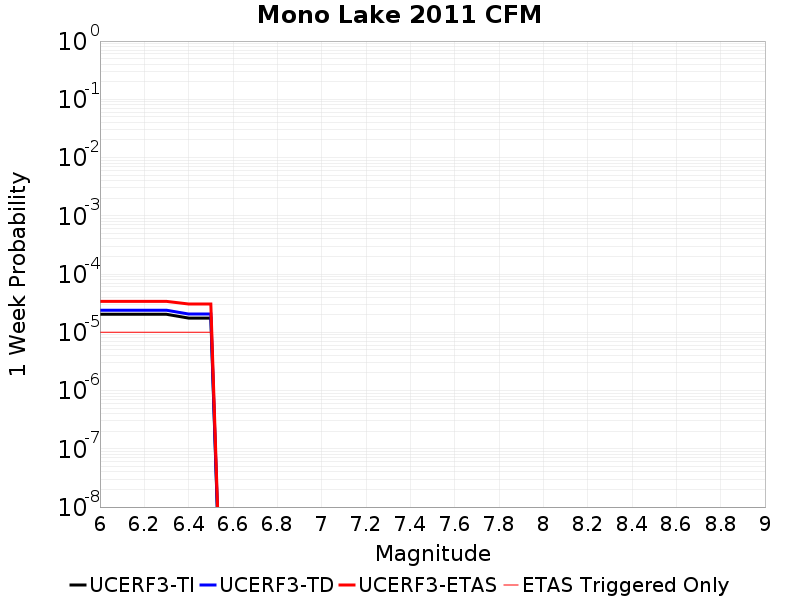 Mono Lake 2011 CFM
1 Week Probability
10^0
10^-1
10^-2
10^-3
10^-4
10^-5
10^-6
10^-7
10^-8
6 6.2 6.4 6.6 6.8 7 7.2 7.4 7.6 7.8 8 8.2 8.4 8.6 8.8 9
Magnitude
UCERF3-TI UCERF3-TD UCERF3-ETAS ETAS Triggered Only